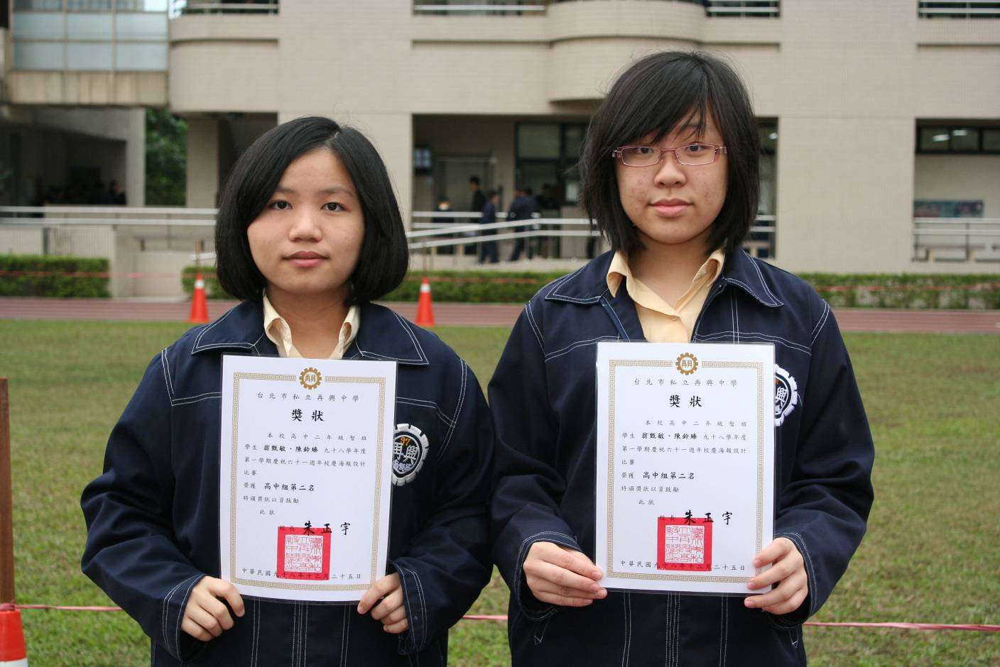 再興
台北市私立再興中學
獎狀
本校高中二年級智班
學生 翁甄敏、陳鈴臻 九十八學年度
第一學期慶祝六十一週年校慶海報設計
比賽
榮獲 高中組第二名
特頒獎狀以資鼓勵
此狀
校長 朱正宇
中華民國九十八年十二月二十五日
97
再興
再興
台北市私立再興中學
獎狀
本校高中二年級智班
學生 翁甄敏、陳鈴臻 九十八學年度
第一學期慶祝六十一週年校慶海報設計
比賽
榮獲 高中組第二名
特頒獎狀以資鼓勵
此狀
校長 朱正宇
中華民國九十八年十二月二十五日
興